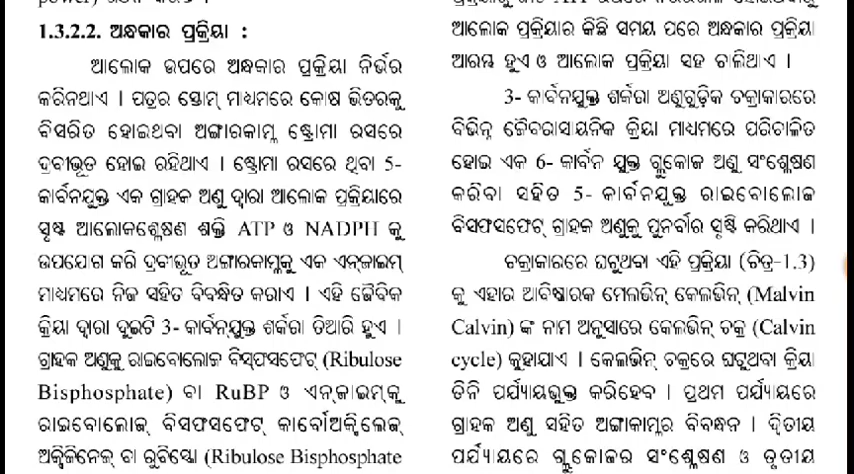 power)
1.3.2.2. ଅନ୍ଧକାର ପ୍ରକ୍ରିୟା :
ଆଲୋକ ଉପରେ ଅନ୍ଧକାର ପ୍ରକ୍ରିୟା ନିର୍ଭର
କରିନଥାଏ । ପତ୍ରର ସ୍ତୋମ୍ ମାଧ୍ୟମରେ କୋଷ ଭିତରକୁ
ବିସରିତ ହୋଇଥବା ଅଙ୍ଗାରକାମ୍ଳ ଷ୍ଟ୍ରୋମା ରସରେ
ଦ୍ରବୀଭୂତ ହୋଇ ରହିଥାଏ । ଷ୍ଟ୍ରୋମା ରସରେ ଥିବା 5-
କାର୍ବନଯୁକ୍ତ ଏକ ଗ୍ରାହକ ଅଣୁ ଦ୍ୱାରା ଆଲୋକ ପ୍ରକ୍ରିୟାରେ
ସୃଷ୍ଟ ଆଲୋକଶ୍ଳେଷଣ ଶକ୍ତି ATP ଓ NADPH କୁ
ଉପଯୋଗ କରି ଦ୍ରବୀଭୂତ ଅଙ୍ଗାରକାମ୍ଳକୁ ଏକ ଏନ୍‌ଜାଇମ୍
ମାଧ୍ୟମରେ ନିଜ ସହିତ ବିବନ୍ଧିତ କରାଏ । ଏହି ଜୈବିକ
କ୍ରିୟା ଦ୍ୱାରା ଦୁଇଟି 3- କାର୍ବନ୍‌ଯୁକ୍ତ ଶର୍କରା ତିଆରି ହୁଏ ।
ଗ୍ରାହକ ଅଣୁକୁ ରାଇବୋଲୋଜ ବିସ୍‌ଫସଫେଟ୍ (Ribulose
Bisphosphate) ବା RuBP ଓ ଏନ୍‌ଜାଇମ୍‌କୁ
ରାଇବୋଲୋଜ୍ ବିସଫସଫେଟ୍ କାର୍ବୋଅକ୍ସିଲେଜ୍
ଅକ୍ସିଜିନେଜ୍ ବା ରୁବିସ୍କୋ (Ribulose Bisphosphate
ଆଲୋକ ପ୍ରକ୍ରିୟାର କିଛି ସମୟ ପରେ ଅନ୍ଧକାର ପ୍ରକ୍ରିୟା
ଆରମ୍ଭ ହୁଏ ଓ ଆଲୋକ ପ୍ରକ୍ରିୟା ସହ ଚାଲିଥାଏ ।
3- କାର୍ବନଯୁକ୍ତ ଶର୍କରା ଅଣୁଗୁଡ଼ିକ ଚକ୍ରାକାରରେ
ବିଭିନ୍ନ ଜୈବରାସାୟନିକ କ୍ରିୟା ମାଧ୍ୟମରେ ପରିଚାଳିତ
ହୋଇ ଏକ 6- କାର୍ବନ ଯୁକ୍ତ ଗ୍ଲୁକୋଜ ଅଣୁ ସଂଶ୍ଳେଷଣ
କରିବା ସହିତ 5- କାର୍ବନଯୁକ୍ତ ରାଇବୋଲୋଜ
ବିସଫସଫେଟ୍ ଗ୍ରାହକ ଅଣୁକୁ ପୁନର୍ବାର ସୃଷ୍ଟି କରିଥାଏ ।
ଚକ୍ରାକାରରେ ଘଟୁଥବା ଏହି ପ୍ରକ୍ରିୟା (ଚିତ୍ର-1.3)
କୁ ଏହାର ଆବିଷ୍କାରକ ମେଲଭିନ୍ କେଲଭିନ୍ (Malvin
Calvin) ଙ୍କ ନାମ ଅନୁସାରେ କେଲଭିନ୍ ଚକ୍ର (Calvin
cycle) କୁହାଯାଏ । କେଲଭିନ୍ ଚକ୍ରରେ ଘଟୁଥବା କ୍ରିୟା
ତିନି ପର୍ଯ୍ୟାୟଭୁକ୍ତ କରିହେବ । ପ୍ରଥମ ପର୍ଯ୍ୟାୟରେ
ଗ୍ରାହକ ଅଣୁ ସହିତ ଅଙ୍ଗାକାମ୍ଳର ବିବନ୍ଧନ । ଦ୍ୱିତୀୟ
ପର୍ଯ୍ୟାୟରେ ଗ୍ଲୁକୋଜର ସଂଶ୍ଳେଷଣ ଓ ତୃତୀୟ